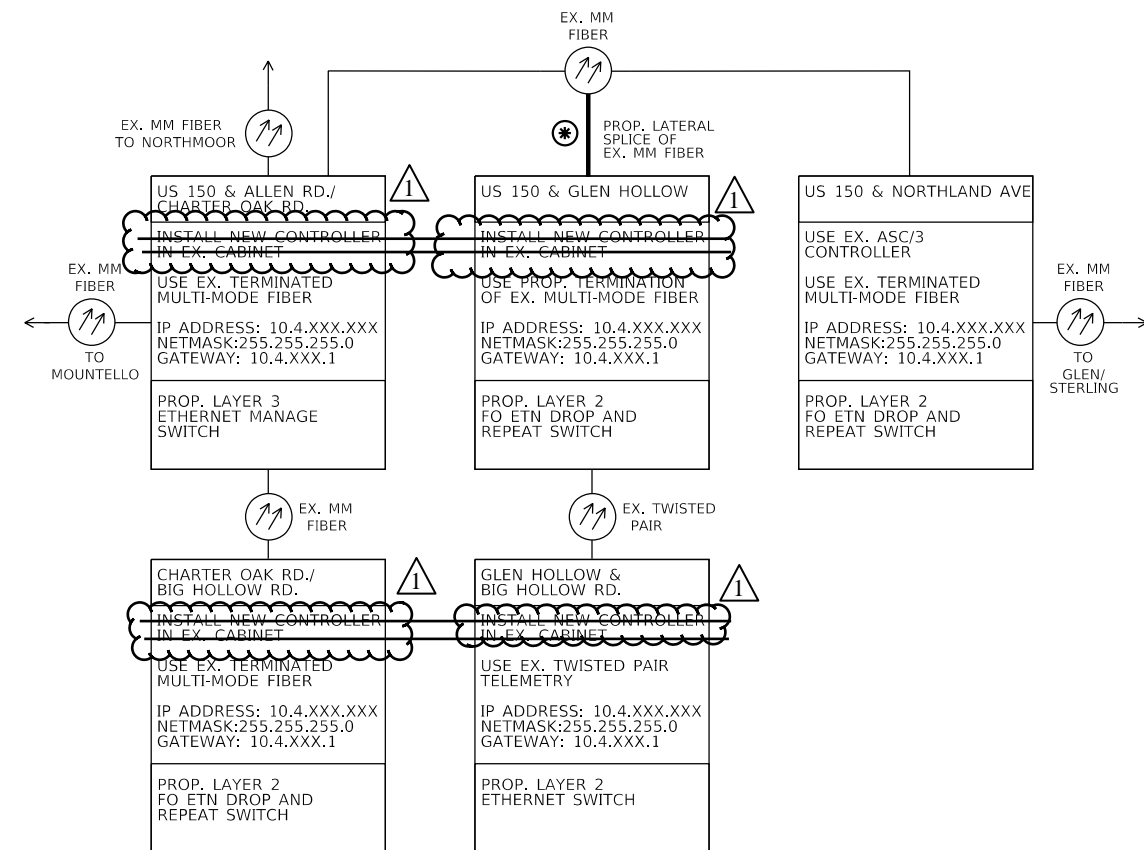 EX. MM
FIBER
EX. MM FIBER
TO NORTHMOOR
PROP. LATERAL
SPLICE OF
EX. MM FIBER
*
US 150 & ALLEN RD./
CHARTER OAK RD.
1
INSTALL NEW CONTROLLER
IN EX. CABINET
USE EX. TERMINATED
MULTI-MODE FIBER
IP ADDRESS: 10.4.XXX.XXX
NETMASK:255.255.255.0
GATEWAY: 10.4.XXX.1
PROP. LAYER 3
ETHERNET MANAGE
SWITCH
EX. MM
FIBER
TO
MOUNTELLO
US 150 & GLEN HOLLOW
1
INSTALL NEW CONTROLLER
IN EX. CABINET
USE PROP. TERMINATION
OF EX. MULTI-MODE FIBER
IP ADDRESS: 10.4.XXX.XXX
NETMASK:255.255.255.0
GATEWAY: 10.4.XXX.1
PROP. LAYER 2
FO ETN DROP AND
REPEAT SWITCH
US 150 & NORTHLAND AVE
USE EX. ASC/3
CONTROLLER
USE EX. TERMINATED
MULTI-MODE FIBER
IP ADDRESS: 10.4.XXX.XXX
NETMASK:255.255.255.0
GATEWAY: 10.4.XXX.1
PROP. LAYER 2
FO ETN DROP AND
REPEAT SWITCH
EX. MM
FIBER
TO
GLEN/
STERLING
EX. MM
FIBER
EX. TWISTED
PAIR
CHARTER OAK RD./
BIG HOLLOW RD.
1
INSTALL NEW CONTROLLER
IN EX. CABINET
USE EX. TERMINATED
MULTI-MODE FIBER
IP ADDRESS: 10.4.XXX.XXX
NETMASK:255.255.255.0
GATEWAY: 10.4.XXX.1
PROP. LAYER 2
FO ETN DROP AND
REPEAT SWITCH
GLEN HOLLOW &
BIG HOLLOW RD.
1
INSTALL NEW CONTROLLER
IN EX. CABINET
USE EX. TWISTED PAIR
TELEMETRY
IP ADDRESS: 10.4.XXX.XXX
NETMASK:255.255.255.0
GATEWAY: 10.4.XXX.1
PROP. LAYER 2
ETHERNET SWITCH